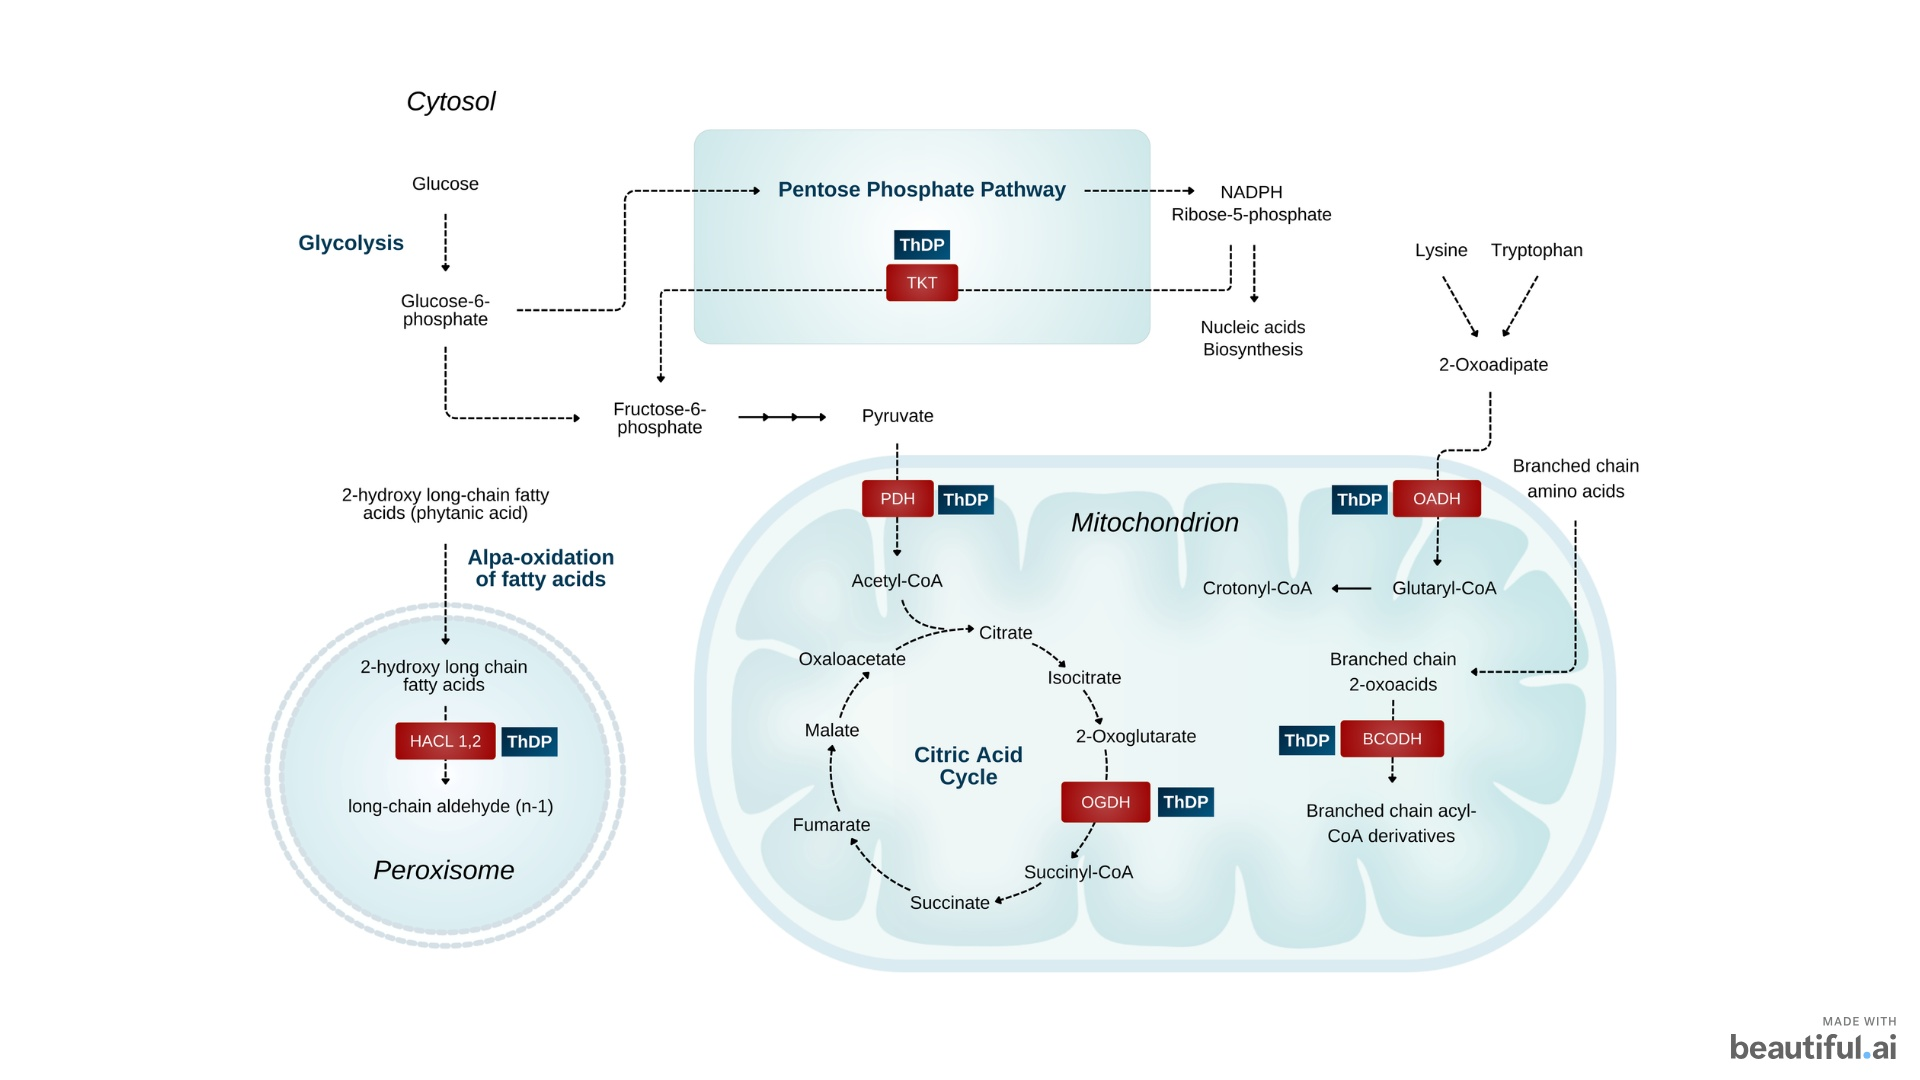 Cytosol
Glucose
Glycolysis
Glucose-6-
phosphate
Pentose Phosphate Pathway
ThDP
TKT
NADPH
Ribose-5-phosphate
Nucleic acids
Biosynthesis
Lysine Tryptophan
2-Oxoadipate
Fructose-6-
phosphate
Pyruvate
Branched chain
amino acids
2-hydroxy long-chain fatty
acids (phytanic acid)
Alpa-oxidation
of fatty acids
2-hydroxy long chain
fatty acids
HACL 1,2 ThDP
long-chain aldehyde (n-1)
Peroxisome
PDH ThDP
Mitochondrion
ThDP OADH
Acetyl-CoA
Crotonyl-CoA Glutaryl-CoA
Citrate
Oxaloacetate
Isocitrate
Malate
2-Oxoglutarate
Citric Acid
Cycle
OGDH ThDP
Fumarate
Succinyl-CoA
Succinate
Branched chain
2-oxoacids
ThDP BCODH
Branched chain acyl-
CoA derivatives
MADE WITH
beautiful.ai